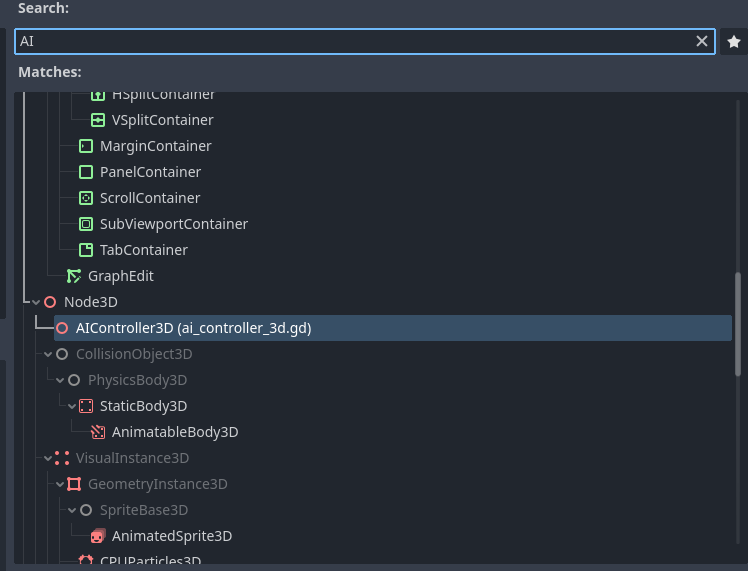 Search:
AI
Matches:
HSplitContainer
VSplitContainer
MarginContainer
PanelContainer
ScrollContainer
SubViewportContainer
TabContainer
GraphEdit
Node3D
AIController3D (ai_controller_3d.gd)
CollisionObject3D
PhysicsBody3D
StaticBody3D
AnimatableBody3D
VisualInstance3D
GeometryInstance3D
SpriteBase3D
AnimatedSprite3D
CPUParticles3D